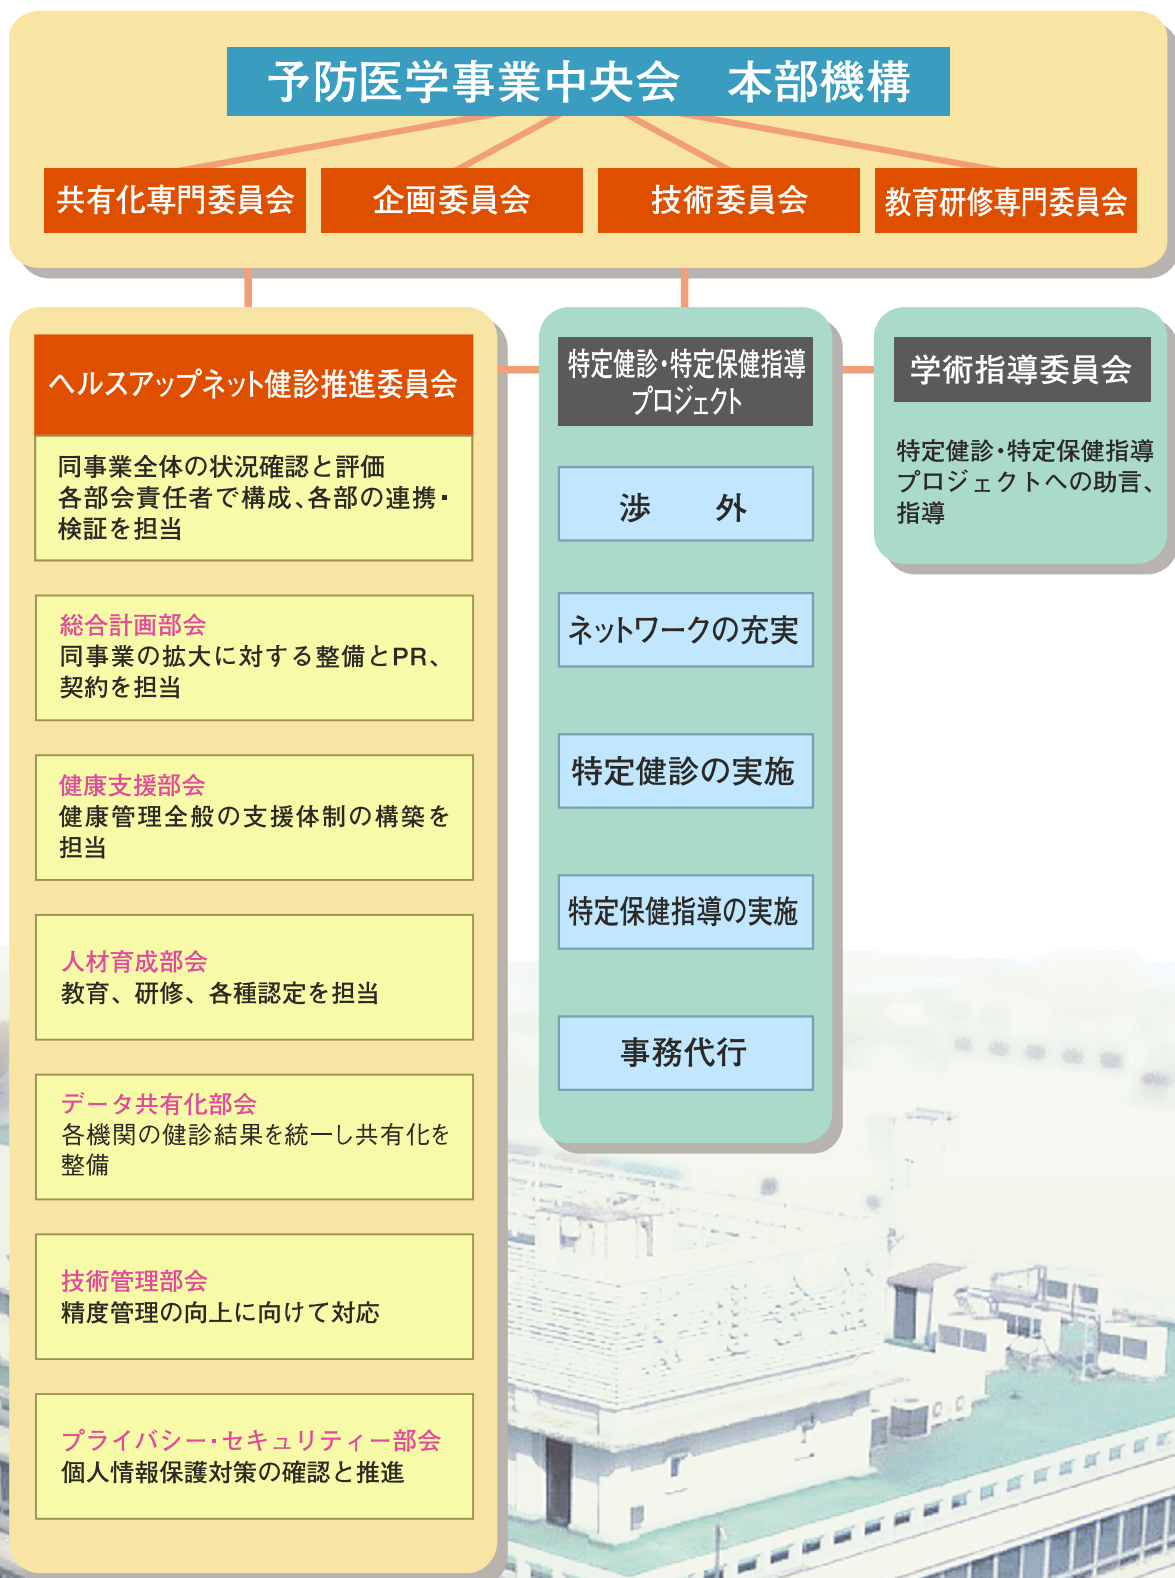 予防医学事業中央会　本部機構
共有化専門委員会
企画委員会
技術委員会
教育研修専門委員会
ヘルスアップネット健診推進委員会
同事業全体の状況確認と評価
各部会責任者で構成、各部の連携・
検証を担当
総合計画部会
同事業の拡大に対する整備とPR、
契約を担当
健康支援部会
健康管理全般の支援体制の構築を
担当
人材育成部会
教育、研修、各種認定を担当
データ共有化部会
各機関の健診結果を統一し共有化を
整備
技術管理部会
精度管理の向上に向けて対応
プライバシー・セキュリティー部会
個人情報保護対策の確認と推進
特定健診・特定保健指導
プロジェクト
渉　　外
ネットワークの充実
特定健診の実施
特定保健指導の実施
事務代行
学術指導委員会
特定健診・特定保健指導
プロジェクトへの助言、
指導